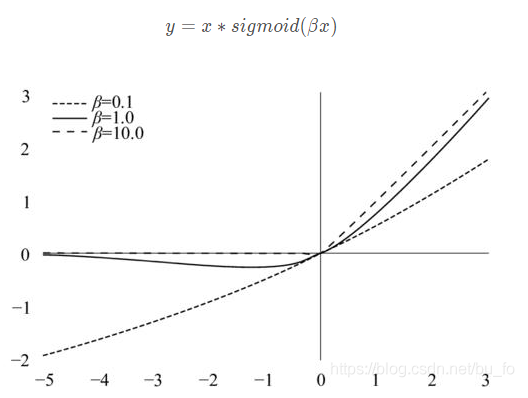 y = x ∗ sigmoid(βx)
β=0.1
β=1.0
β=10.0
3
2
1
0
−1
−2
−5 −4 −3 −2 −1 0 1 2 3
https://blog.csdn.net/bu_fo